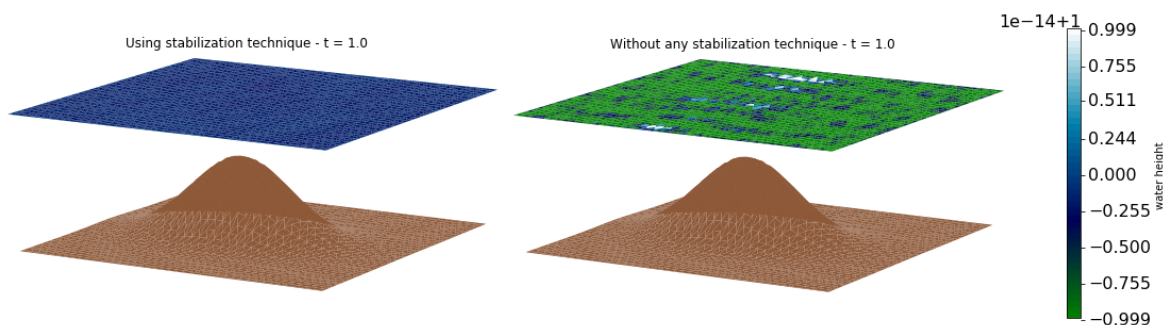 1e−14+1
Using stabilization technique - t = 1.0
Without any stabilization technique - t = 1.0
0.999
0.755
0.511
0.244
0.000
−0.255
−0.500
−0.755
−0.999
water height